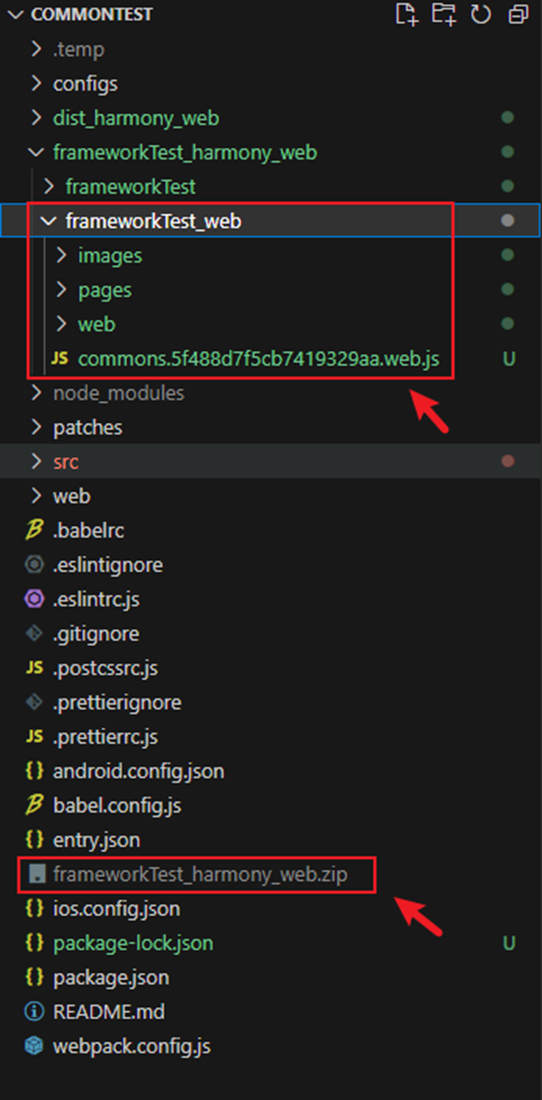 COMMONTEST
.temp
configs
dist_harmony_web
frameworkTest_harmony_web
frameworkTest
frameworkTest_web
images
pages
web
JS commons.5f488d7f5cb7419329aa.web.js U
node_modules
patches
src
web
.babelrc
.eslintignore
.eslintrc.js
.gitignore
JS .postcssrc.js
.prettierignore
JS .prettierrc.js
{} android.config.json
babel.config.js
{} entry.json
frameworkTest_harmony_web.zip
{} ios.config.json
{} package-lock.json U
{} package.json
README.md
webpack.config.js